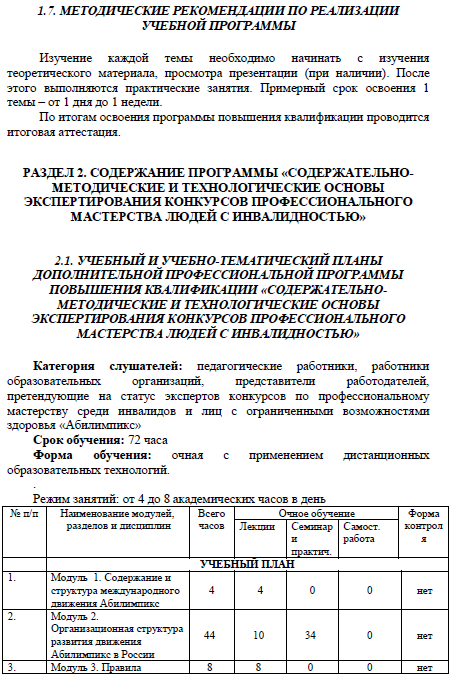 1.7. МЕТОДИЧЕСКИЕ РЕКОМЕНДАЦИИ ПО РЕАЛИЗАЦИИ
УЧЕБНОЙ ПРОГРАММЫ
Изучение каждой темы необходимо начинать с изучения
теоретического материала, просмотра презентации (при наличии). После
этого выполняются практические занятия. Примерный срок освоения 1
темы – от 1 дня до 1 недели.
По итогам освоения программы повышения квалификации проводится
итоговая аттестация.
РАЗДЕЛ 2. СОДЕРЖАНИЕ ПРОГРАММЫ «СОДЕРЖАТЕЛЬНО-
МЕТОДИЧЕСКИЕ И ТЕХНОЛОГИЧЕСКИЕ ОСНОВЫ
ЭКСПЕРТИРОВАНИЯ КОНКУРСОВ ПРОФЕССИОНАЛЬНОГО
МАСТЕРСТВА ЛЮДЕЙ С ИНВАЛИДНОСТЬЮ»
2.1. УЧЕБНЫЙ И УЧЕБНО-ТЕМАТИЧЕСКИЙ ПЛАНЫ
ДОПОЛНИТЕЛЬНОЙ ПРОФЕССИОНАЛЬНОЙ ПРОГРАММЫ
ПОВЫШЕНИЯ КВАЛИФИКАЦИИ «СОДЕРЖАТЕЛЬНО-
МЕТОДИЧЕСКИЕ И ТЕХНОЛОГИЧЕСКИЕ ОСНОВЫ
ЭКСПЕРТИРОВАНИЯ КОНКУРСОВ ПРОФЕССИОНАЛЬНОГО
МАСТЕРСТВА ЛЮДЕЙ С ИНВАЛИДНОСТЬЮ»
Категория слушателей: педагогические работники, работники
образовательных организаций, представители работодателей,
претендующие на статус экспертов конкурсов по профессиональному
мастерству среди инвалидов и лиц с ограниченными возможностями
здоровья «Абилимпикс»
Срок обучения: 72 часа
Форма обучения: очная с применением дистанционных
образовательных технологий.
.
Режим занятий: от 4 до 8 академических часов в день
№ п/п Наименование модулей, Всего Очное обучение Форма
разделов и дисциплин часов Лекции Семинар Самост. контрол
и работа я
практич.
УЧЕБНЫЙ ПЛАН
1. Модуль 1. Содержание и
структура международного 4 4 0 0 нет
движения Абилимпикс
2. Модуль 2.
Организационная структура 44 10 34 0 нет
развития движения
Абилимпикс в России
3. Модуль 3. Правила 8 8 0 0 нет